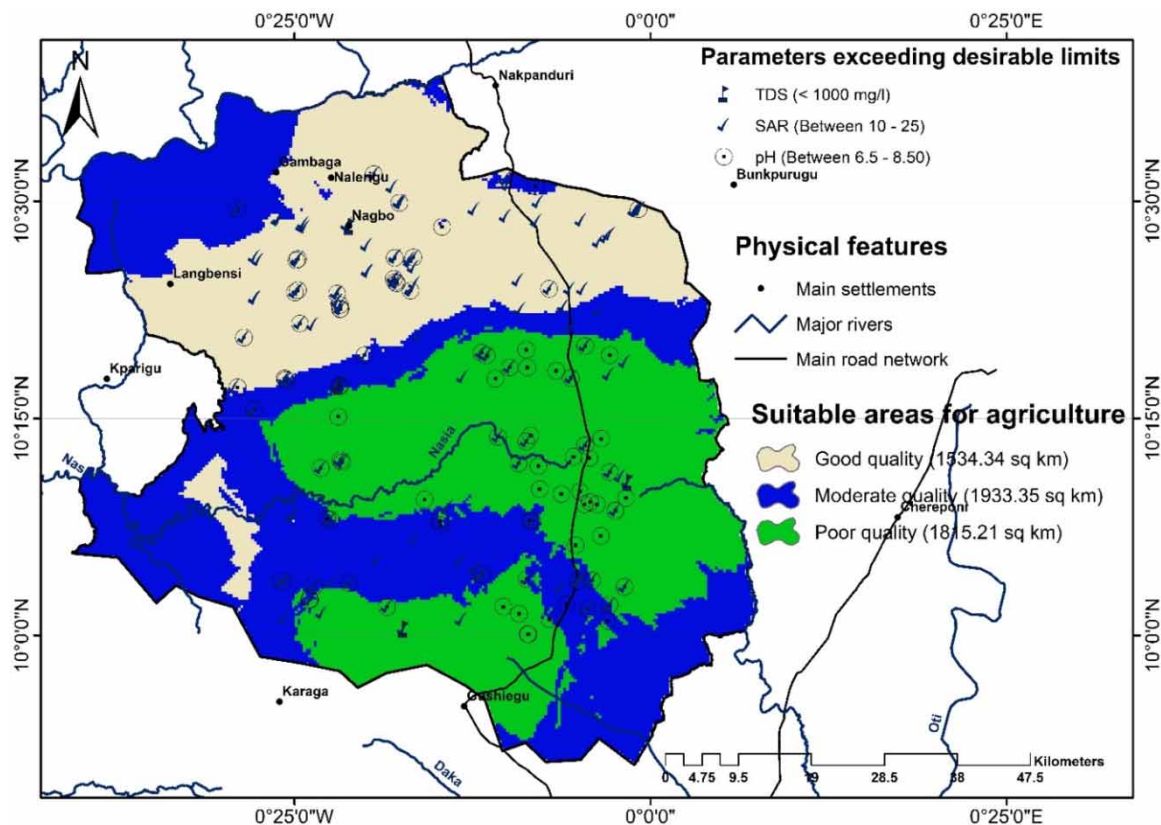 0°25'0"W
0°0'0"
0°25'0"E
N
Nakpanduri
Parameters exceeding desirable limits
TDS (< 1000 mg/l)
SAR (Between 10 - 25)
pH (Between 6.5 - 8.50)
Gambaga
Nalerigu
Bunkpurugu
10°30'0"N
10°30'0"N
Nagbo
Physical features
Langbensi
Main settlements
Major rivers
Main road network
Kparigu
10°15'0"N
10°15'0"N
Suitable areas for agriculture
Nasia
Good quality (1534.34 sq km)
Nas
Moderate quality (1933.35 sq km)
Chereponi
Poor quality (1815.21 sq km)
10°0'0"N
10°0'0"N
Karaga
Gushiegu
Oti
Daka
Kilometers
0 4.75 9.5 19 28.5 38 47.5
0°25'0"W
0°0'0"
0°25'0"E